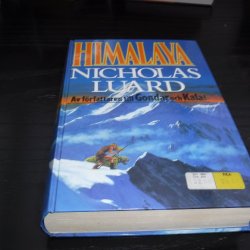 HIMALAYA
NICHOLAS
LUARD
Av författaren till Gondar och Kala!